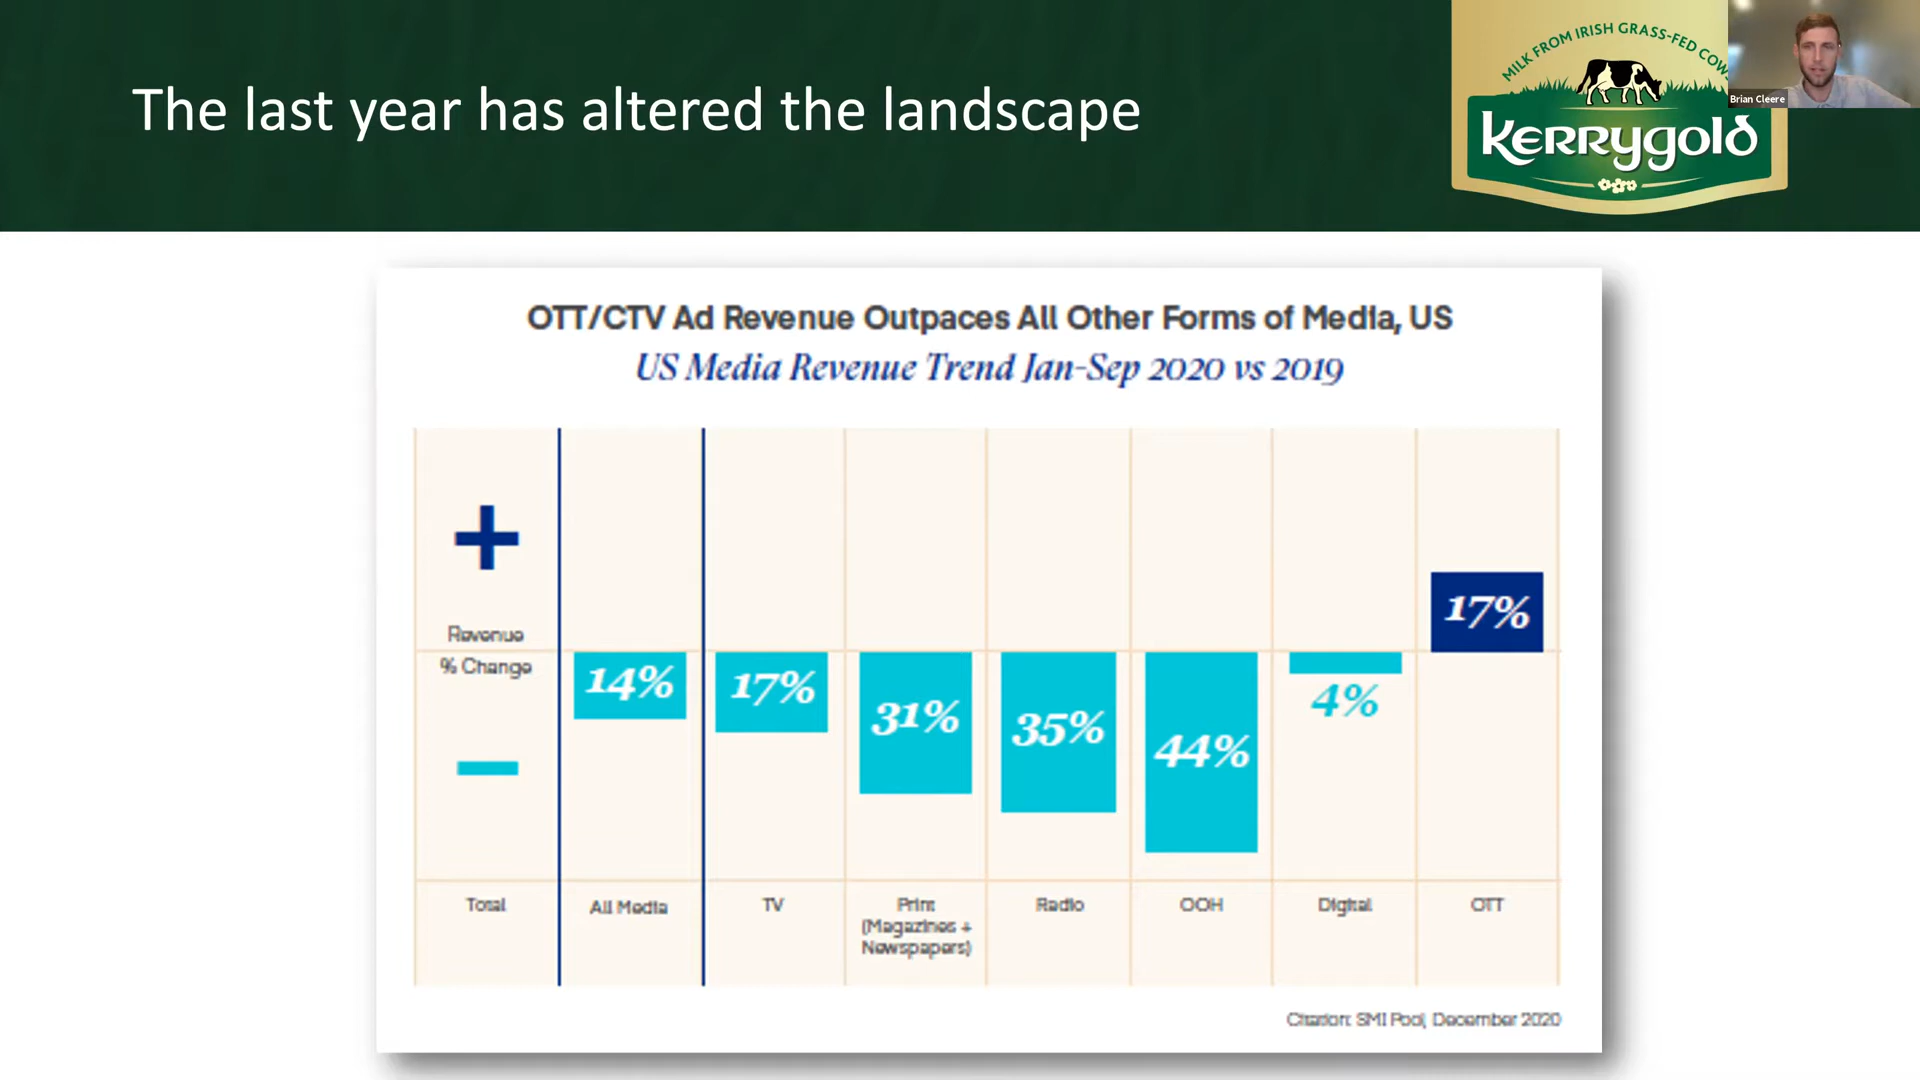 The last year has altered the landscape
MILK FROM IRISH GRASS-FED COWS
Kerrygold
Brian Cleere
OTT/CTV Ad Revenue Outpaces All Other Forms of Media, US
US Media Revenue Trend Jan-Sep 2020 vs 2019
+
Revenue
% Change
–
14%
17%
31%
35%
44%
4%
17%
Total
All Media
TV
Print
(Magazines +
Newspapers)
Radio
OOH
Digital
OTT
Citation: SMI Pool, December 2020